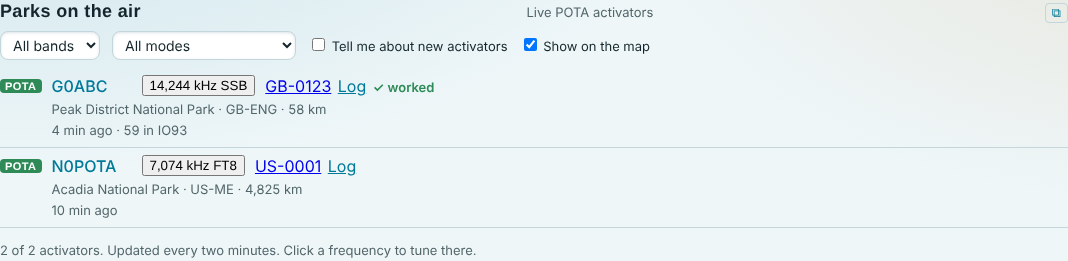 Parks on the air Live POTA activators ⧉
All bands All modes Tell me about new activators Show on the map
POTA G0ABC 14,244 kHz SSB GB-0123 Log ✓ worked
Peak District National Park · GB-ENG · 58 km
4 min ago · 59 in IO93
POTA N0POTA 7,074 kHz FT8 US-0001 Log
Acadia National Park · US-ME · 4,825 km
10 min ago
2 of 2 activators. Updated every two minutes. Click a frequency to tune there.